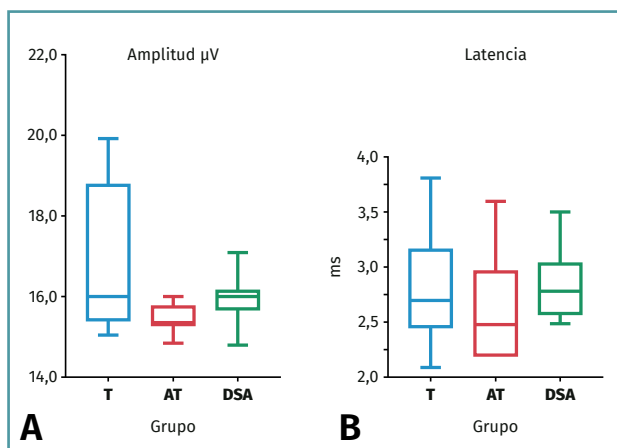 Amplitud µV
22,0
20,0
18,0
16,0
14,0
T AT DSA
Grupo
A
Latencia
4,0
3,5
3,0
2,5
2,0
ms
T AT DSA
Grupo
B